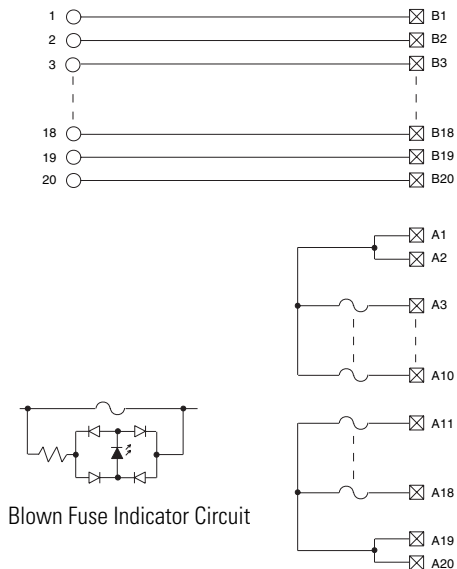 1 B1
2 B2
3 B3
18 B18
19 B19
20 B20
A1
A2
A3
A10
A11
Blown Fuse Indicator Circuit
A18
A19
A20